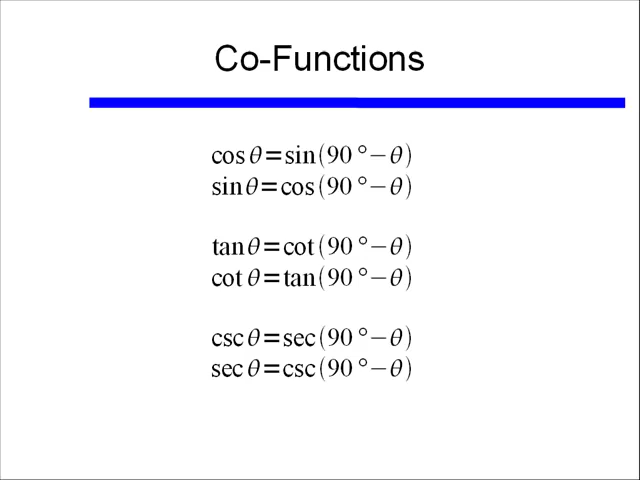 Co-Functions
cos θ = sin (90 ° − θ)
sin θ = cos (90 ° − θ)
tan θ = cot (90 ° − θ)
cot θ = tan (90 ° − θ)
csc θ = sec (90 ° − θ)
sec θ = csc (90 ° − θ)